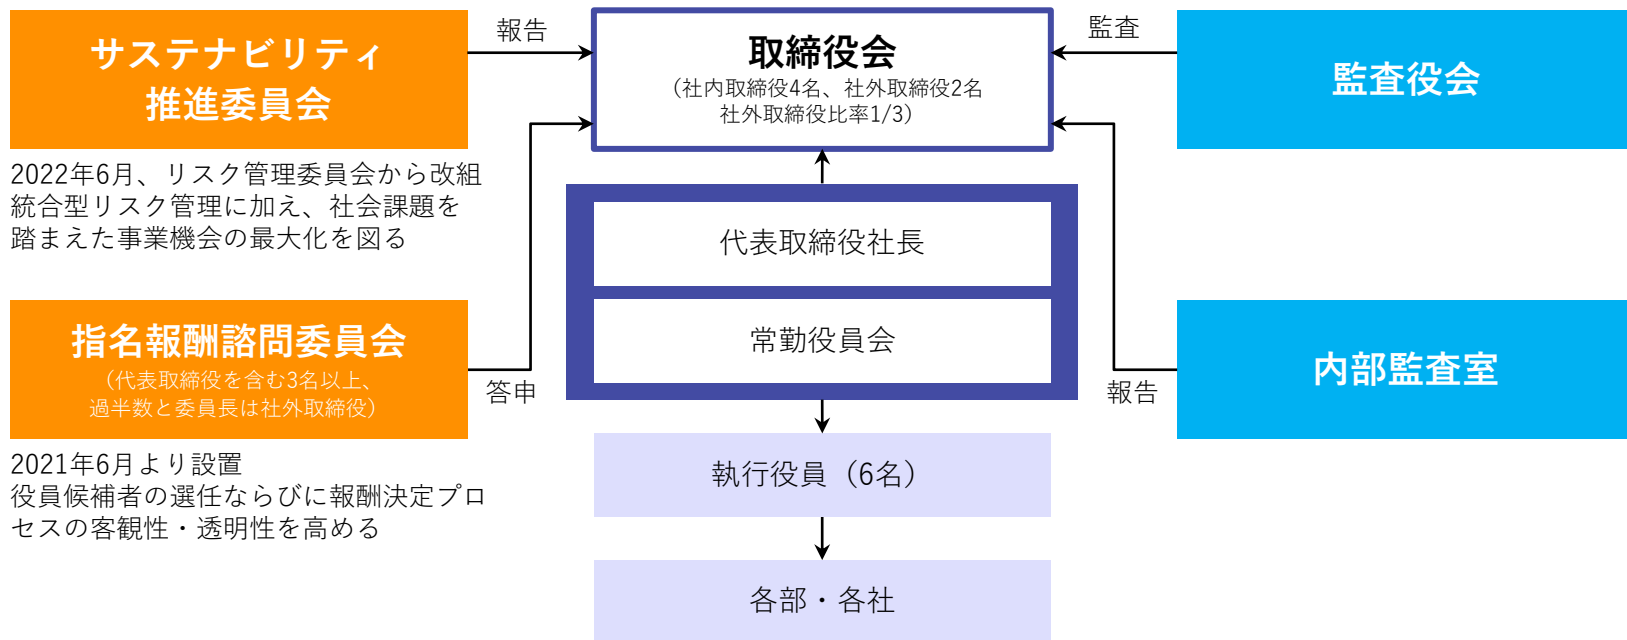 サステナビリティ
推進委員会
2022年6月、リスク管理委員会から改組
統合型リスク管理に加え、社会課題を
踏まえた事業機会の最大化を図る
指名報酬諮問委員会
（代表取締役を含む3名以上、
過半数と委員長は社外取締役）
2021年6月より設置
役員候補者の選任ならびに報酬決定プロ
セスの客観性・透明性を高める
報告
答申
取締役会
（社内取締役4名、社外取締役2名
社外取締役比率1/3）
代表取締役社長
常勤役員会
執行役員（6名）
各部・各社
監査
報告
監査役会
内部監査室